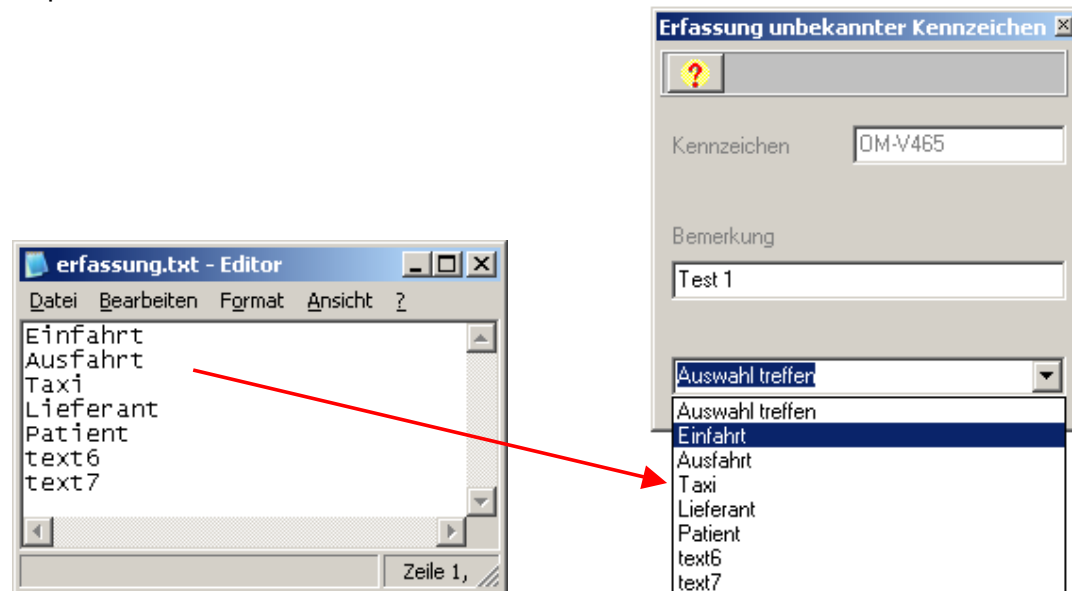 Erfassung unbekannter Kennzeichen
?
Kennzeichen OM-V465
Bemerkung
Test 1
Auswahl treffen
Auswahl treffen
Einfahrt
Ausfahrt
Taxi
Lieferant
Patient
text6
text7
erfassung.txt - Editor
Datei Bearbeiten Format Ansicht ?
Einfahrt
Ausfahrt
Taxi
Lieferant
Patient
text6
text7
Zeile 1,